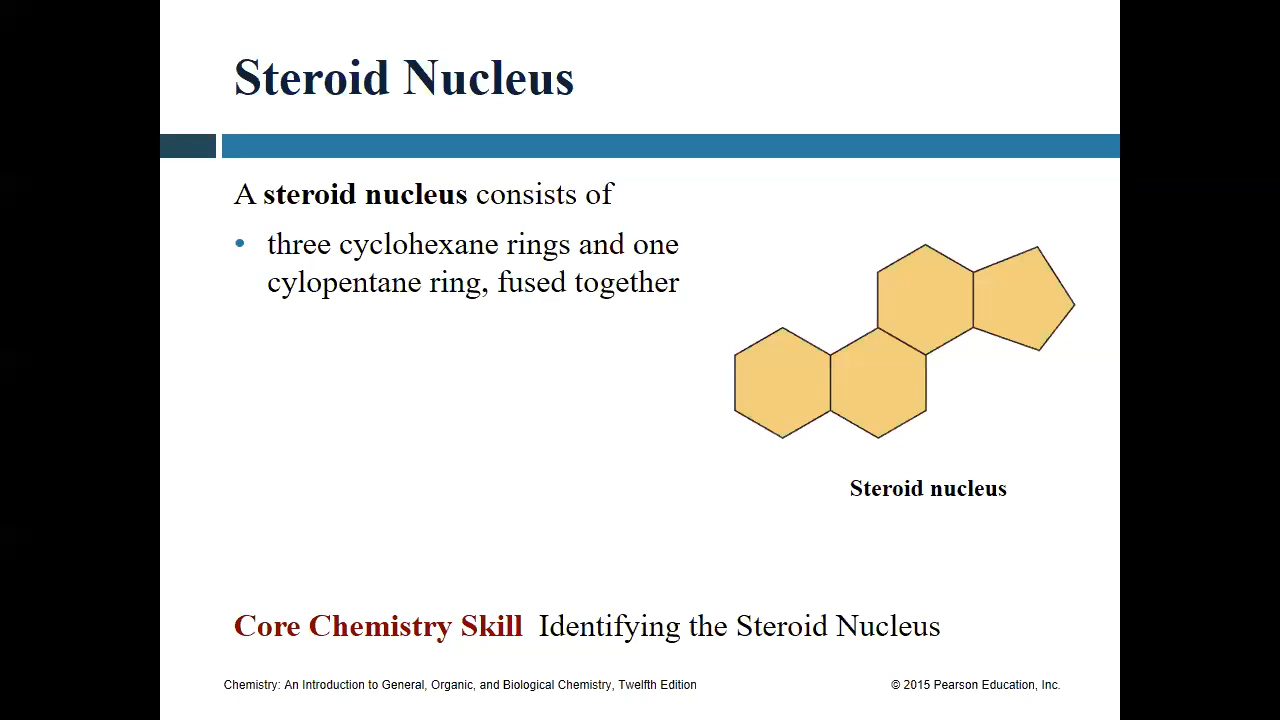 Steroid Nucleus
A steroid nucleus consists of
• three cyclohexane rings and one
cylopentane ring, fused together
Steroid nucleus
Core Chemistry Skill Identifying the Steroid Nucleus
Chemistry: An Introduction to General, Organic, and Biological Chemistry, Twelfth Edition
© 2015 Pearson Education, Inc.